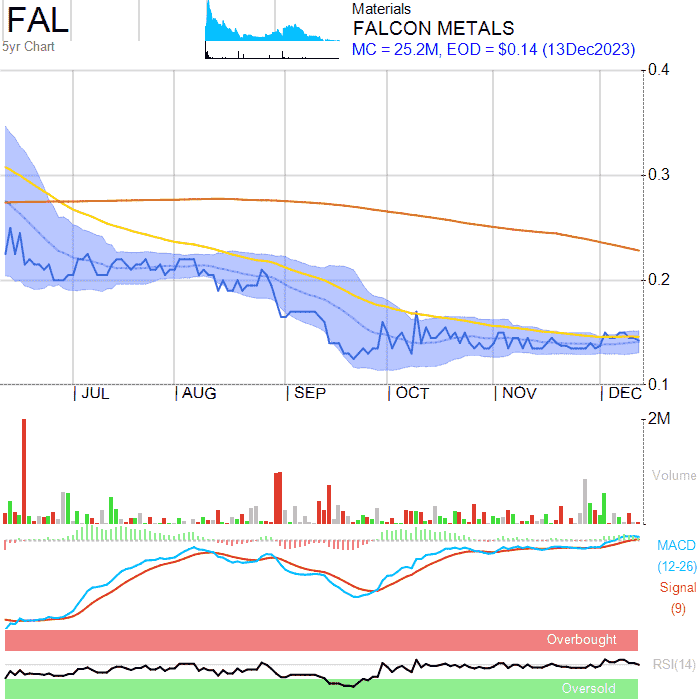 FAL
5yr Chart
Materials
FALCON METALS
MC = 25.2M, EOD = $0.14 (13Dec2023)
0.4
0.3
0.2
0.1
JUL AUG SEP OCT NOV DEC
2M
Volume
MACD
(12-26)
Signal
(9)
Overbought
RSI(14)
Oversold